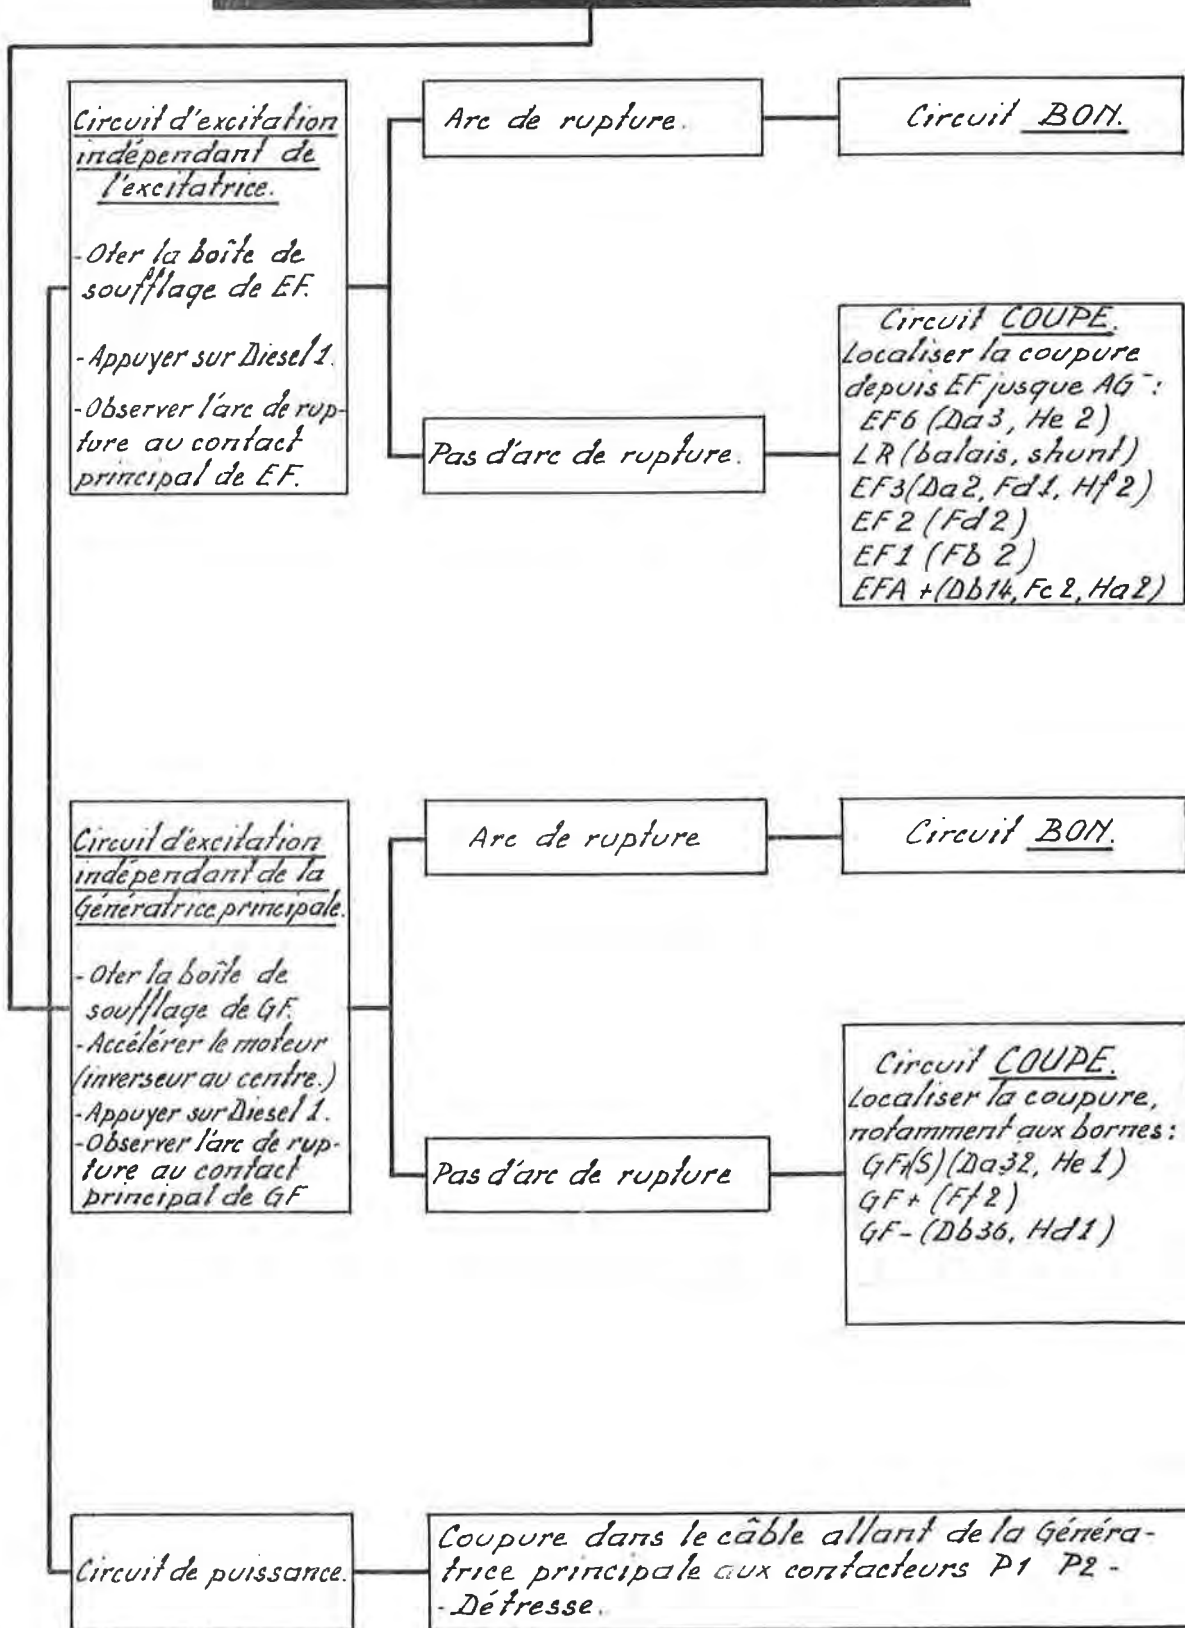 Circuit d'excitation
indépendant de
l'excitatrice.
- Oter la boîte de
soufflage de EF.
- Appuyer sur Diesel 1.
- Observer l'arc de rup-
ture au contact
principal de EF.
Arc de rupture.
Circuit BON.
Pas d'arc de rupture.
Circuit COUPE.
Localiser la coupure
depuis EF jusque AG-:
EF6 (Da3, He 2)
LR (balais, shunt)
EF3 (Da2, Fd1, Hf2)
EF2 (Fd2)
EF1 (Fb 2)
EFA + (Db14, Fc2, Ha2)
Circuit d'éxcitation
indépendant de la
Génératrice principale.
- Oter la boîte de
soufflage de GF.
- Accélérer le moteur
(inverseur au centre.)
- Appuyer sur Diesel 1.
- Observer l'arc de rup-
ture au contact
principal de GF
Arc de rupture
Circuit BON.
Pas d'arc de rupture
Circuit COUPE.
Localiser la coupure,
notamment aux bornes:
(S) (Da32, He 1)
GF+ (Ff2)
GF- (Db36, Hd1)
Circuit de puissance.
Coupure dans le câble allant de la Généra-
trice principale aux contacteurs P1 P2 -
- Détresse.